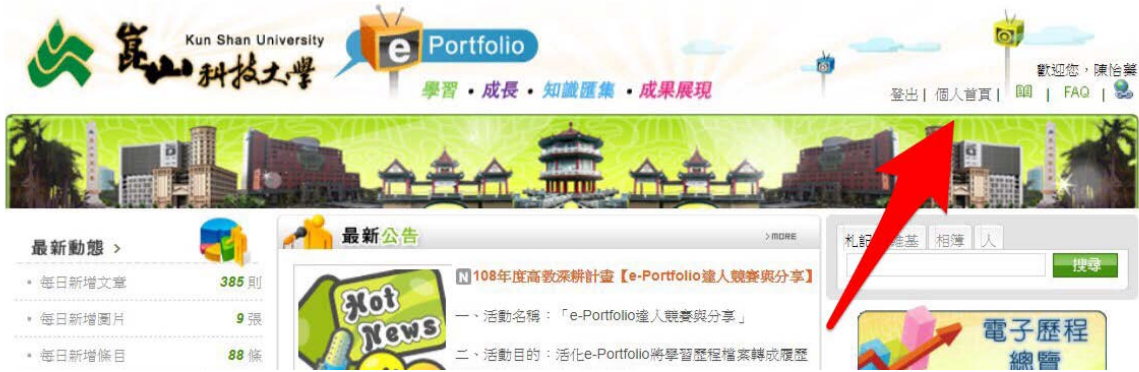 Kun Shan University
崑山科技大學
e Portfolio
學習 • 成長 • 知識匯集 • 成果展現
歡迎您，陳怡蓁
登出 | 個人首頁 | | FAQ |
最新動態 >
• 每日新增文章 385 則
• 每日新增圖片 9 張
• 每日新增條目 88 條
最新公告 >MORE
Hot News
N 108年度高教深耕計畫【e-Portfolio達人競賽與分享】
一、活動名稱：「e-Portfolio達人競賽與分享」
二、活動目的：活化e-Portfolio將學習歷程檔案轉成履歷
札記 維基 相簿 人
搜尋
電子歷程
總覽